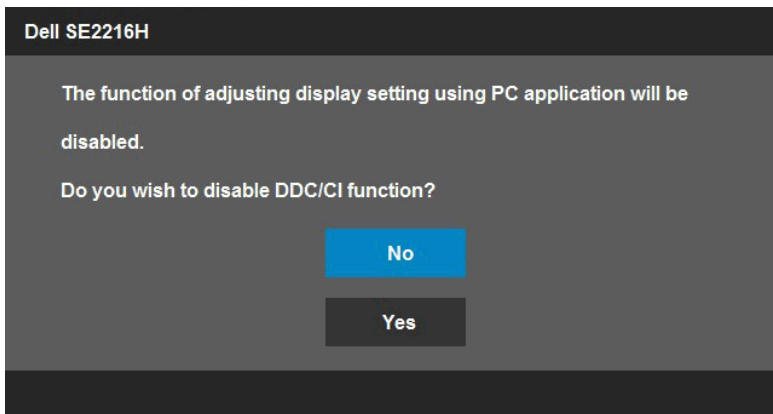 Dell SE2216H
The function of adjusting display setting using PC application will be
disabled.
Do you wish to disable DDC/CI function?
No
Yes